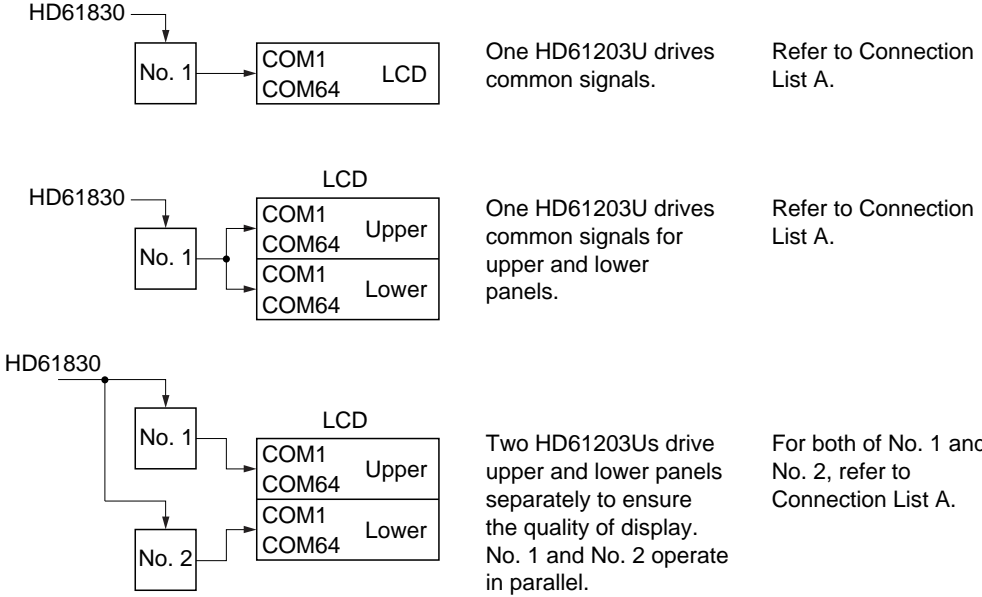 HD61830
No. 1
COM1
COM64
LCD
One HD61203U drives
common signals.
Refer to Connection
List A.
LCD
HD61830
No. 1
COM1
COM64
Upper
COM1
COM64
Lower
One HD61203U drives
common signals for
upper and lower
panels.
Refer to Connection
List A.
HD61830
No. 1
No. 2
LCD
COM1
COM64
Upper
COM1
COM64
Lower
Two HD61203Us drive
upper and lower panels
separately to ensure
the quality of display.
No. 1 and No. 2 operate
in parallel.
For both of No. 1 and
No. 2, refer to
Connection List A.